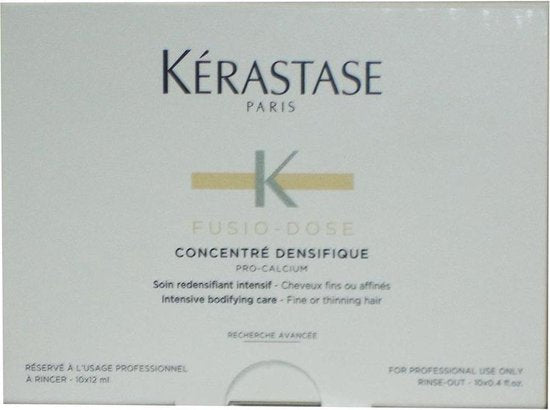 KÉRASTASE
PARIS
K
FUSIO-DOSE
CONCENTRÉ DENSIFIQUE
PRO-CALCIUM
Soin redensifiant intensif - Cheveux fins ou affinés
Intensive bodifying care - Fine or thinning hair
RECHERCHE AVANCÉE
RÉSERVÉ À L'USAGE PROFESSIONNEL
À RINCER - 10x12 ml.
FOR PROFESSIONAL USE ONLY
RINSE-OUT - 10x0.4 fl.oz.